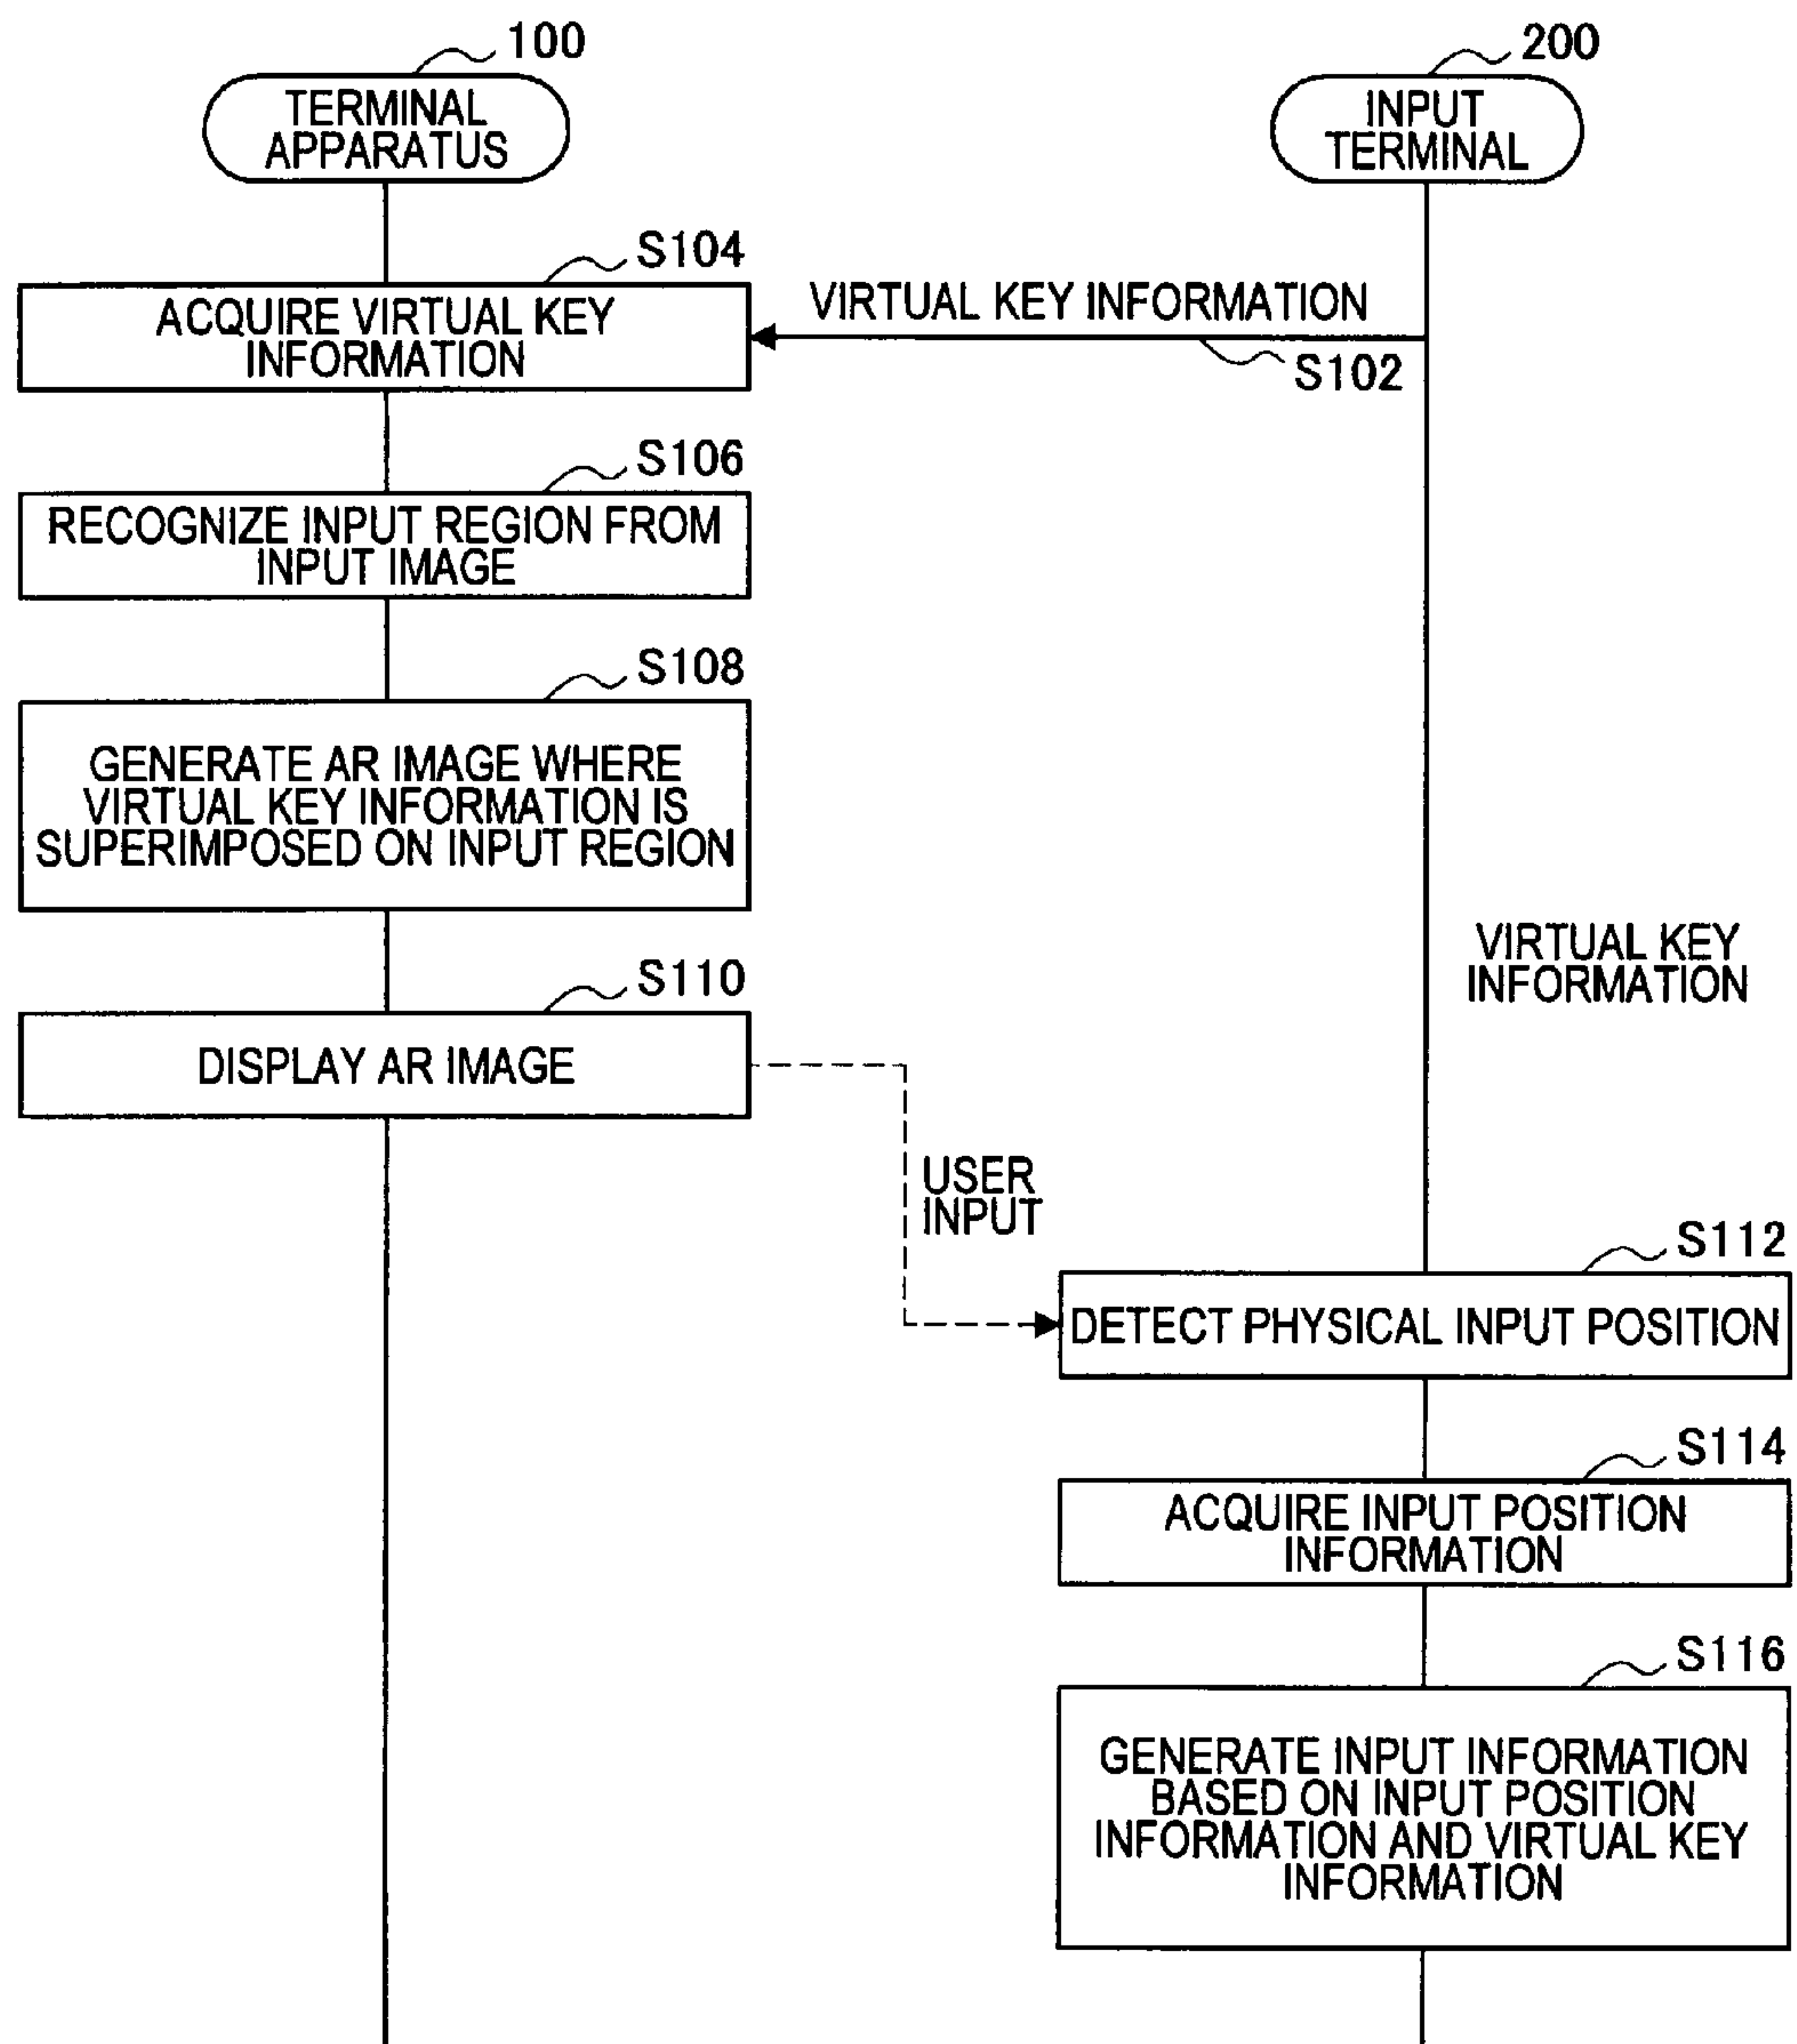 100
200
TERMINAL
APPARATUS
INPUT
TERMINAL
S104
ACQUIRE VIRTUAL KEY
INFORMATION
VIRTUAL KEY INFORMATION
S102
S106
RECOGNIZE INPUT REGION FROM
INPUT IMAGE
S108
GENERATE AR IMAGE WHERE
VIRTUAL KEY INFORMATION IS
SUPERIMPOSED ON INPUT REGION
VIRTUAL KEY
INFORMATION
S110
DISPLAY AR IMAGE
USER
INPUT
S112
DETECT PHYSICAL INPUT POSITION
S114
ACQUIRE INPUT POSITION
INFORMATION
S116
GENERATE INPUT INFORMATION
BASED ON INPUT POSITION
INFORMATION AND VIRTUAL KEY
INFORMATION